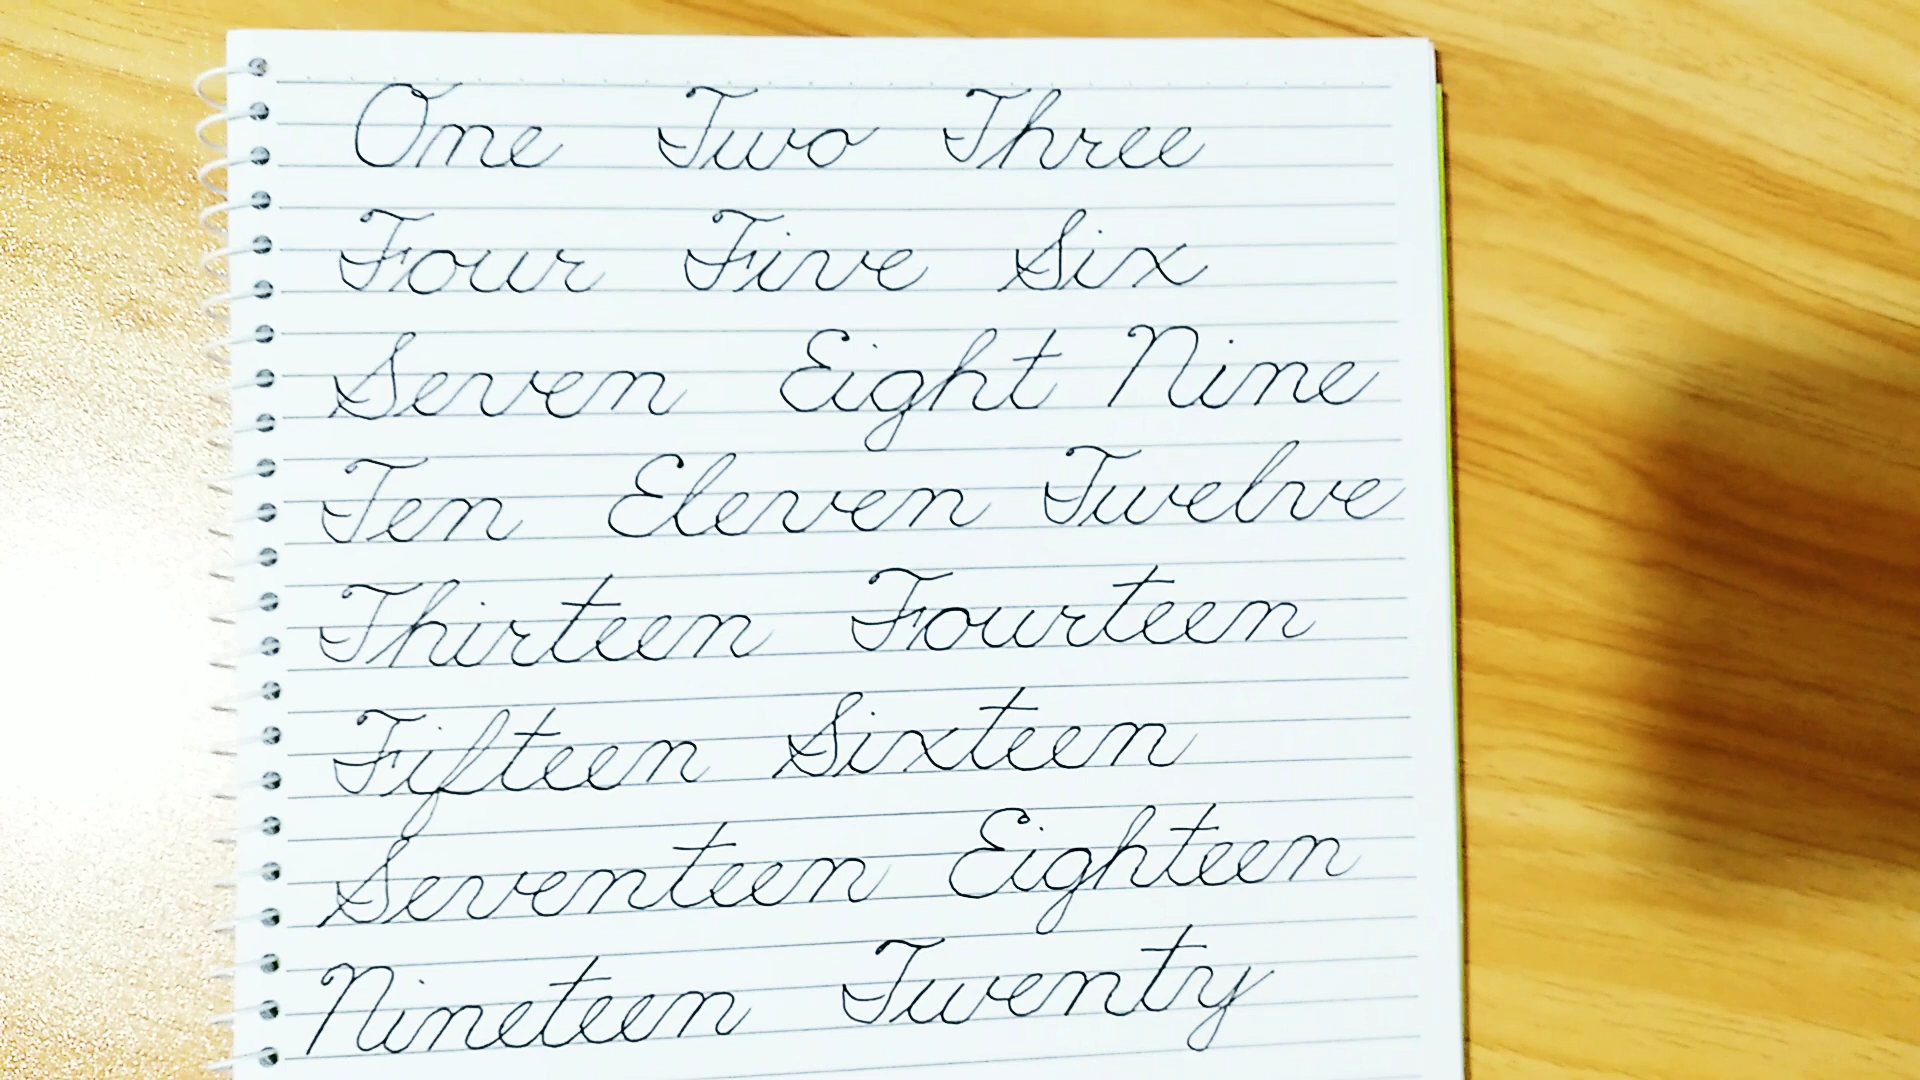 One Two Three
Four Five Six
Seven Eight Nine
Ten Eleven Twelve
Thirteen Fourteen
Fifteen Sixteen
Seventeen Eighteen
Nineteen Twenty